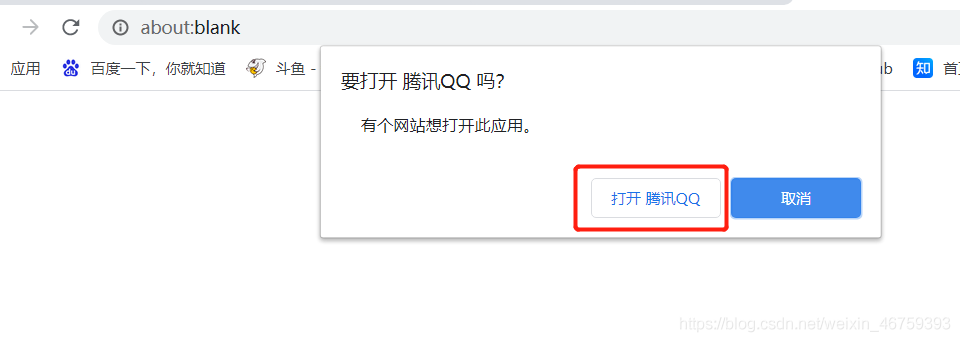 about:blank
应用 百度一下，你就知道 斗鱼 -
知
要打开 腾讯QQ 吗?
有个网站想打开此应用。
打开 腾讯QQ 取消
https://blog.csdn.net/weixin_46759393